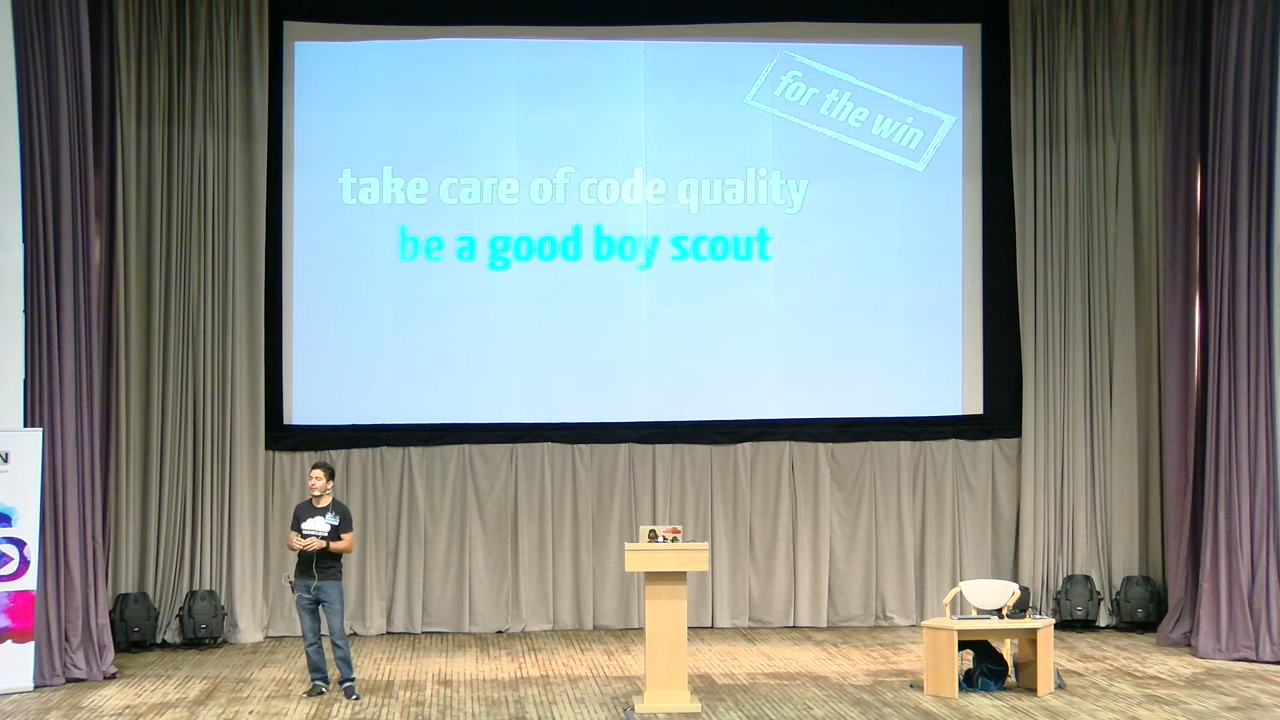 for the win
take care of code quality
be a good boy scout
N